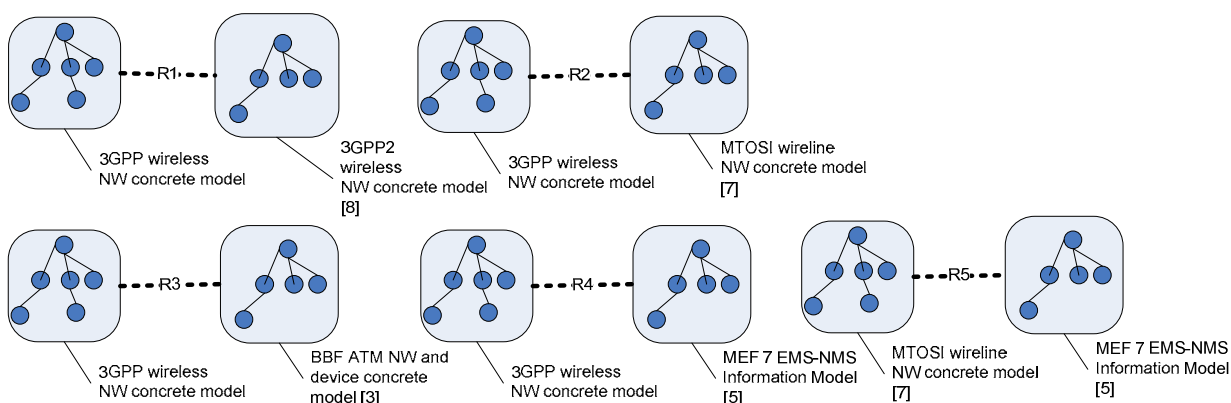 R1
R2
3GPP wireless
NW concrete model
3GPP2
wireless
NW concrete model
[8]
3GPP wireless
NW concrete model
MTOSI wireline
NW concrete model
[7]
R3
R4
R5
3GPP wireless
NW concrete model
BBF ATM NW and
device concrete
model [3]
3GPP wireless
NW concrete model
MEF 7 EMS-NMS
Information Model
[5]
MTOSI wireline
NW concrete model
[7]
MEF 7 EMS-NMS
Information Model
[5]